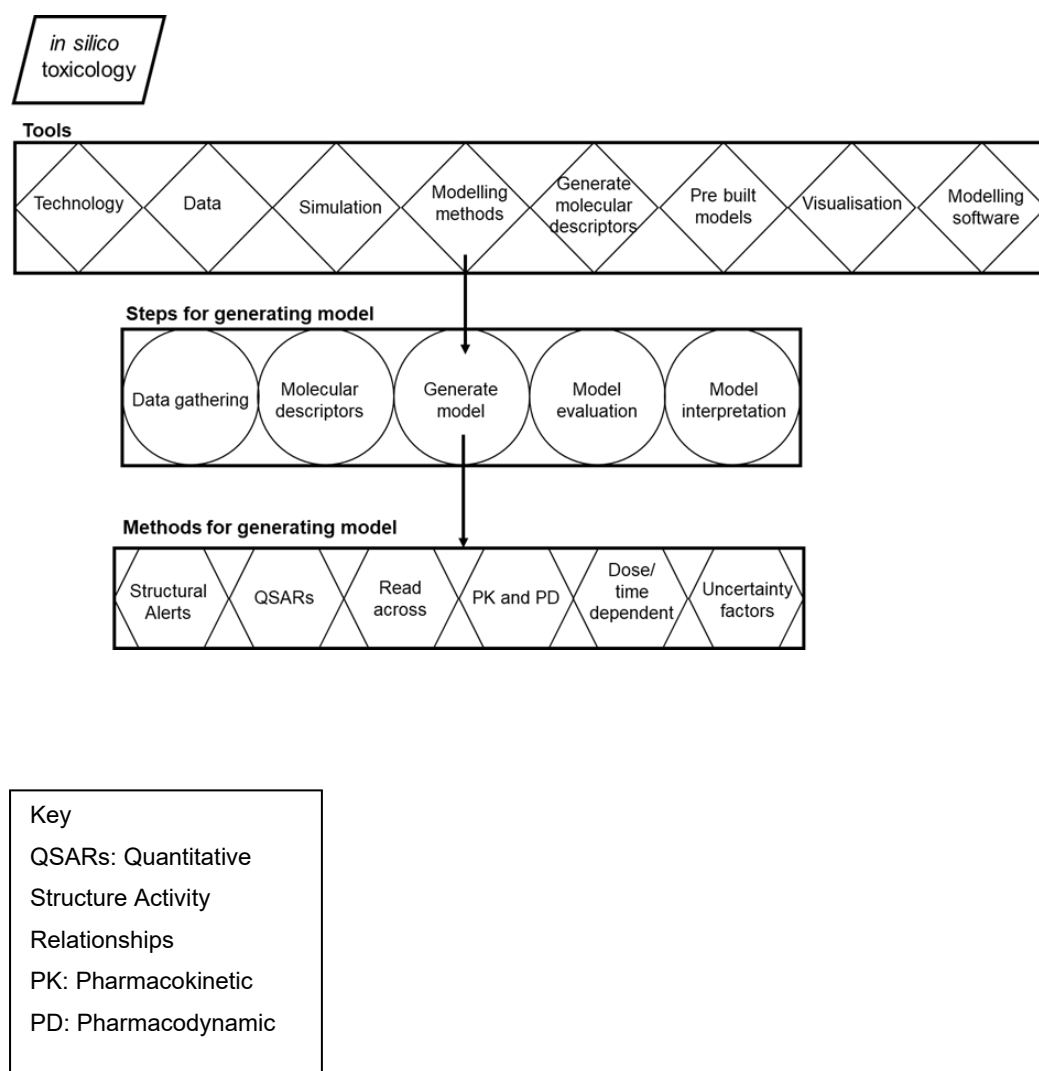 in silico
toxicology
Tools
Technology
Data
Simulation
Modelling
methods
Generate
molecular
descriptors
Pre built
models
Visualisation
Modelling
software
Steps for generating model
Data gathering
Molecular
descriptors
Generate
model
Model
evaluation
Model
interpretation
Methods for generating model
Structural
Alerts
QSARs
Read
across
PK and PD
Dose/
time
dependent
Uncertainty
factors
Key
QSARs: Quantitative
Structure Activity
Relationships
PK: Pharmacokinetic
PD: Pharmacodynamic